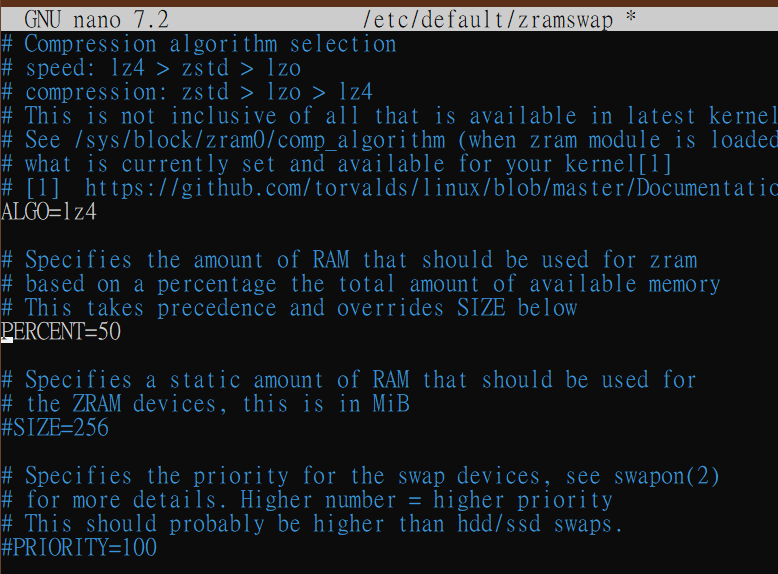 GNU nano 7.2 /etc/default/zramswap *
# Compression algorithm selection
# speed: lz4 > zstd > lzo
# compression: zstd > lzo > lz4
# This is not inclusive of all that is available in latest kernel
# See /sys/block/zram0/comp_algorithm (when zram module is loaded
# what is currently set and available for your kernel[1]
# [1]  https://github.com/torvalds/linux/blob/master/Documentatio
ALGO=lz4
# Specifies the amount of RAM that should be used for zram
# based on a percentage the total amount of available memory
# This takes precedence and overrides SIZE below
PERCENT=50
# Specifies a static amount of RAM that should be used for
# the ZRAM devices, this is in MiB
#SIZE=256
# Specifies the priority for the swap devices, see swapon(2)
# for more details. Higher number = higher priority
# This should probably be higher than hdd/ssd swaps.
#PRIORITY=100